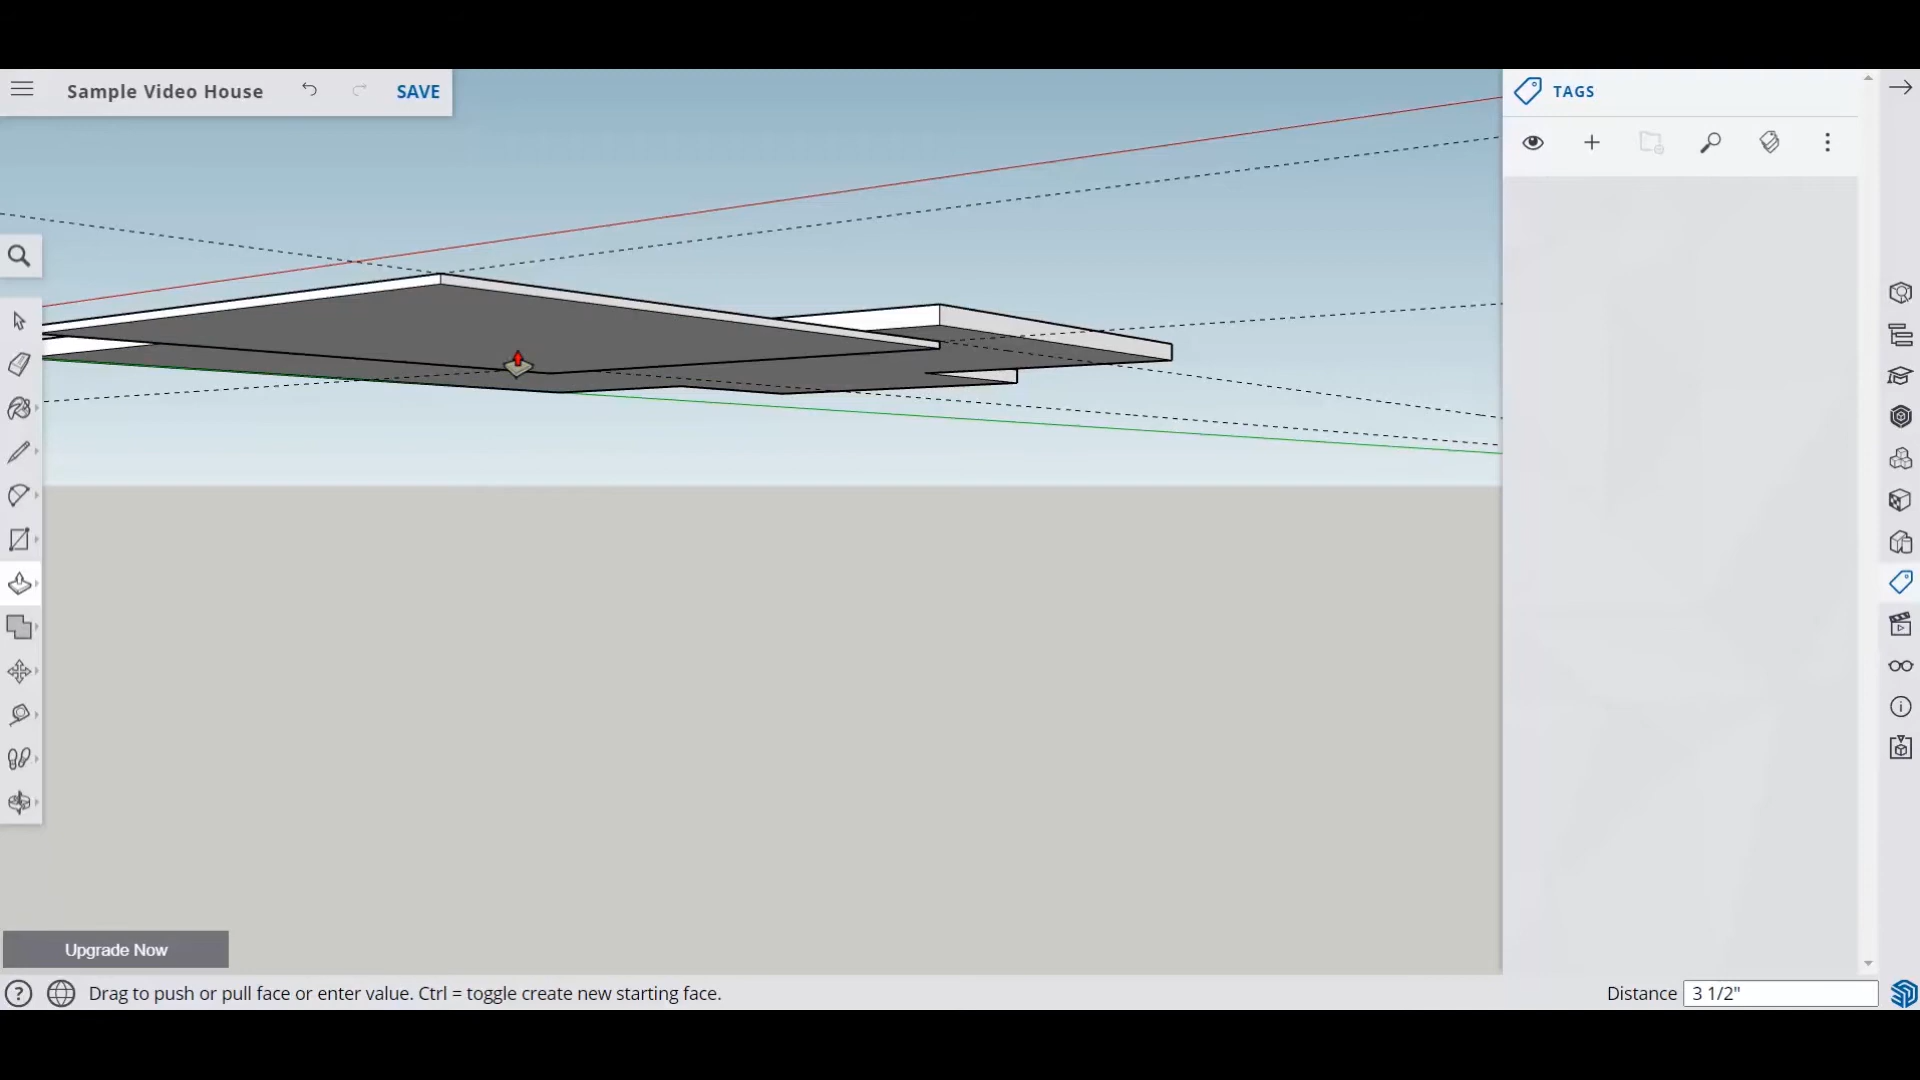 Sample Video House
SAVE
TAGS
Upgrade Now
? Drag to push or pull face or enter value. Ctrl = toggle create new starting face.
Distance 3 1/2"